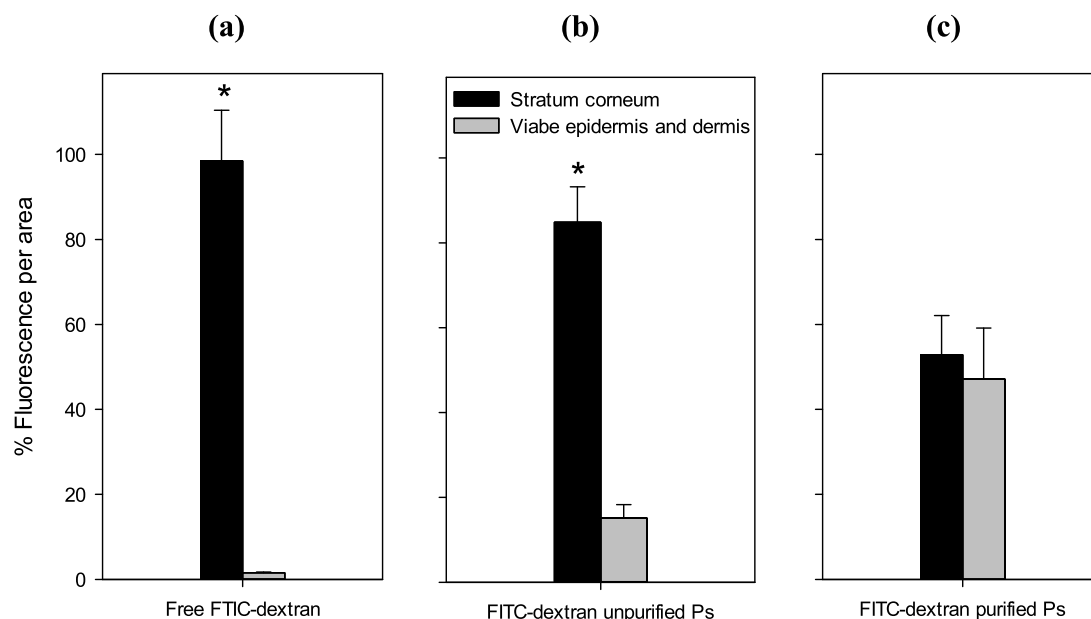 (a)
(b)
(c)
*
Stratum corneum
Viabe epidermis and dermis
*
% Fluorescence per area
100
80
60
40
20
0
Free FTIC-dextran
FITC-dextran unpurified Ps
FITC-dextran purified Ps